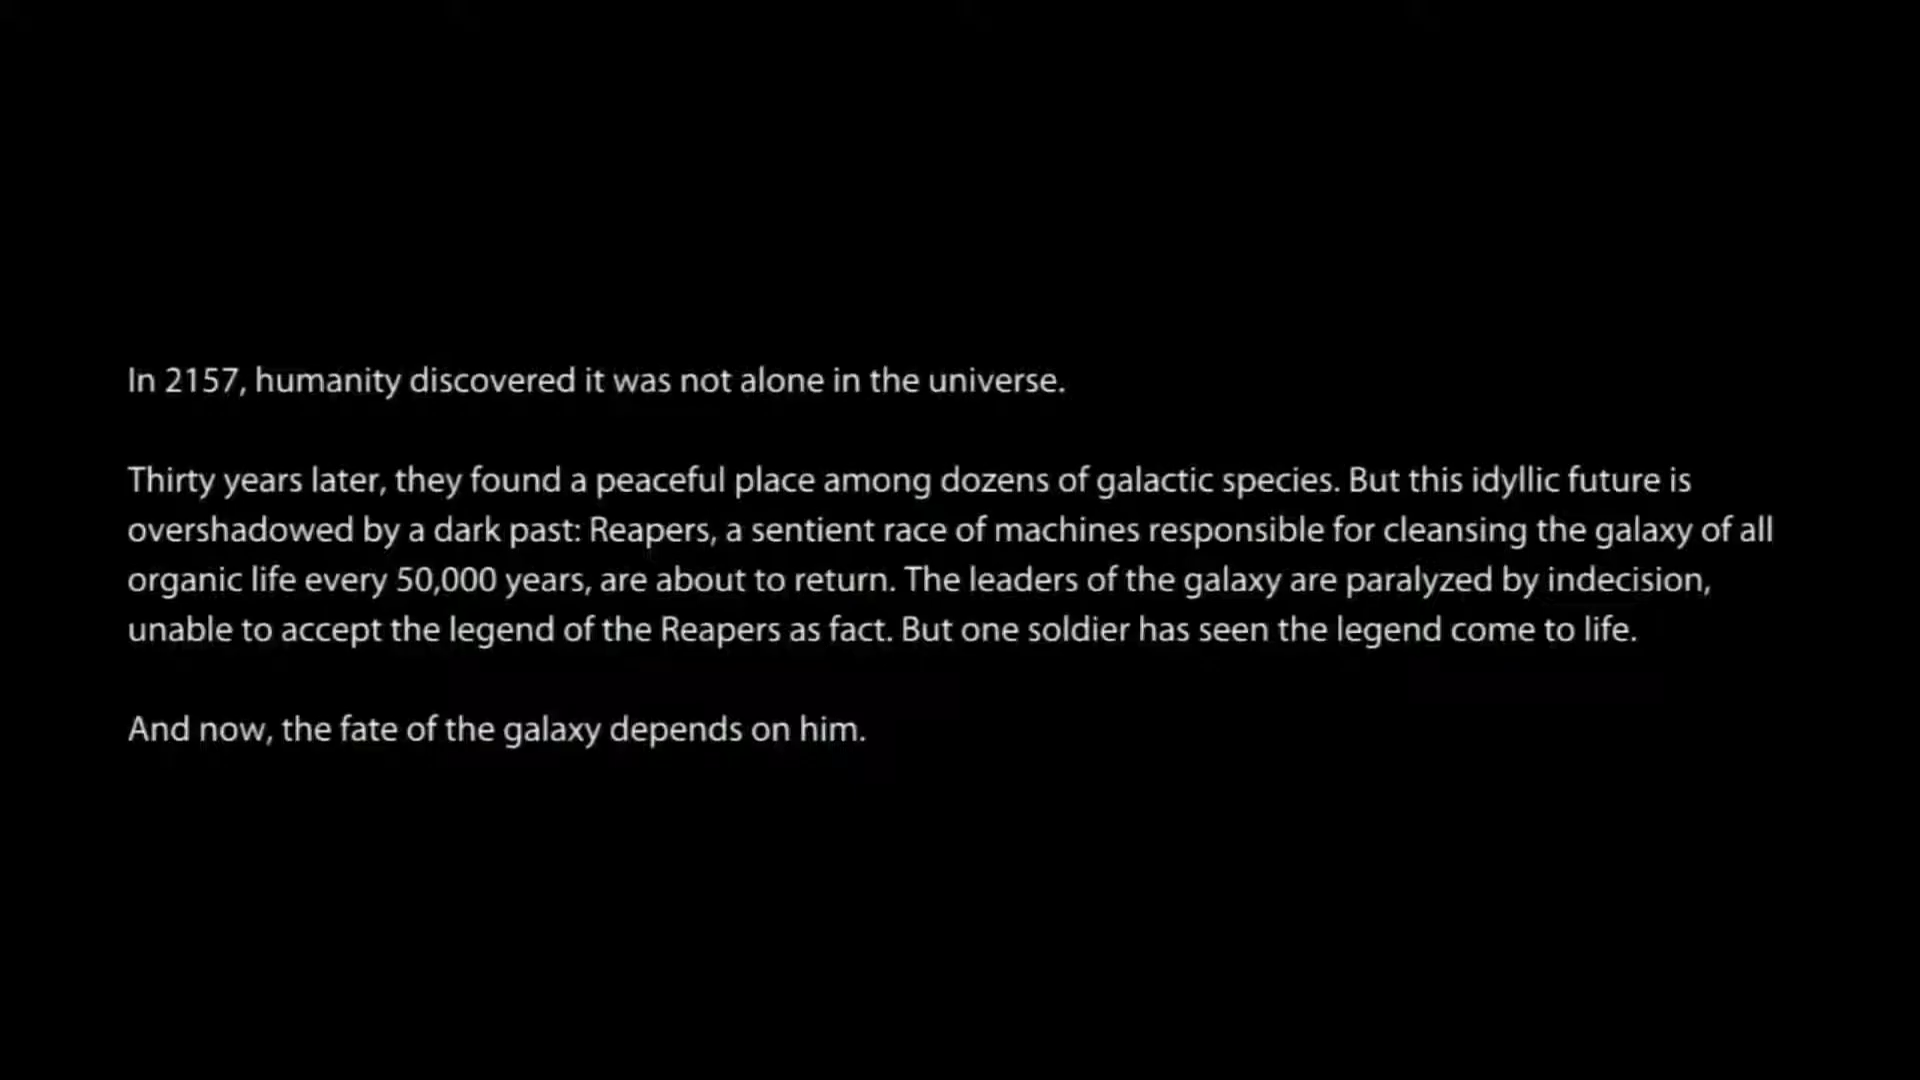 In 2157, humanity discovered it was not alone in the universe.
Thirty years later, they found a peaceful place among dozens of galactic species. But this idyllic future is
overshadowed by a dark past: Reapers, a sentient race of machines responsible for cleansing the galaxy of all
organic life every 50,000 years, are about to return. The leaders of the galaxy are paralyzed by indecision,
unable to accept the legend of the Reapers as fact. But one soldier has seen the legend come to life.
And now, the fate of the galaxy depends on him.